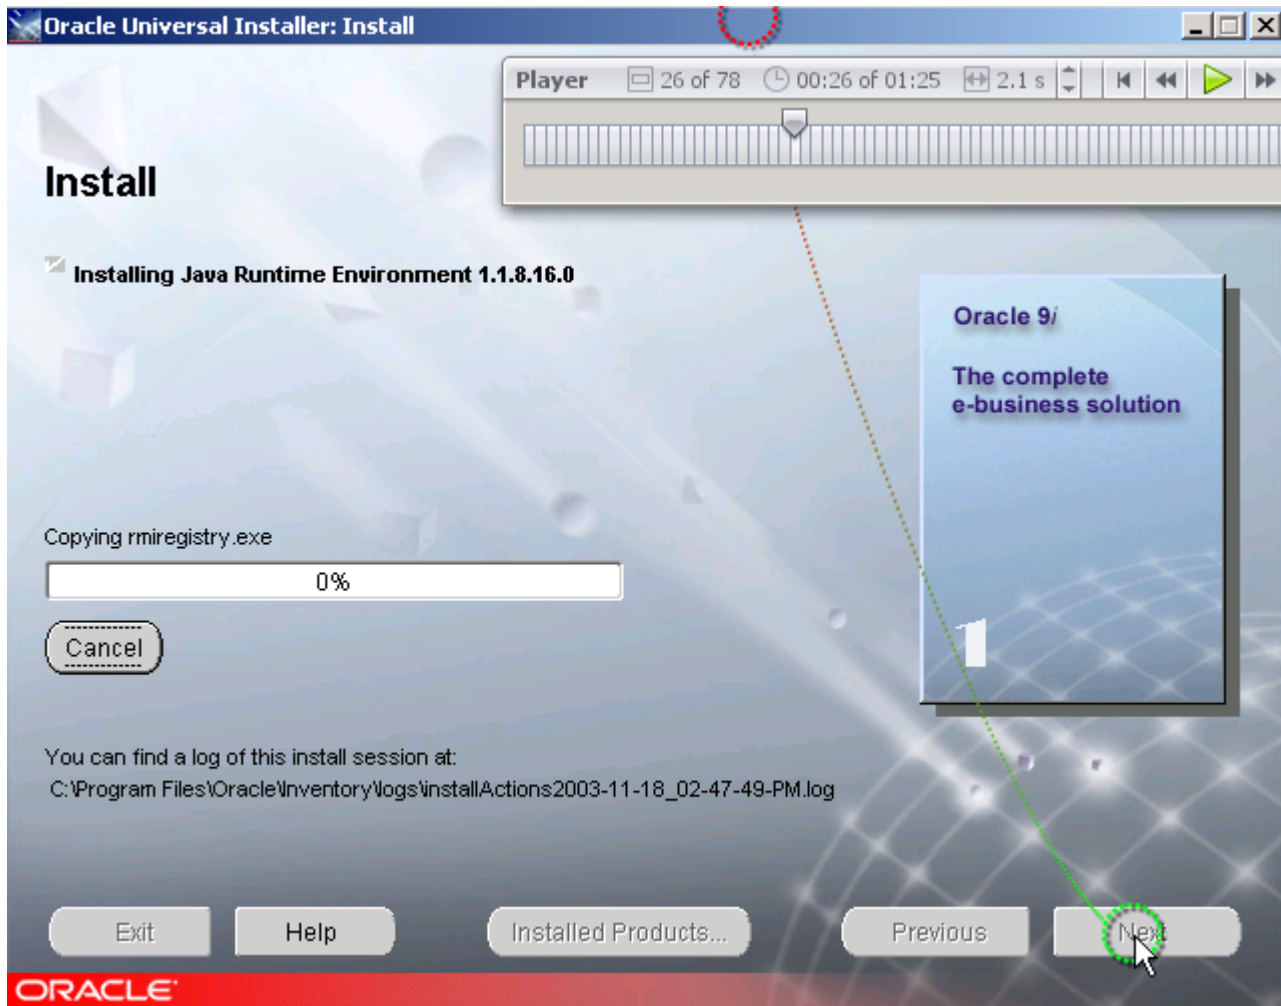 Oracle Universal Installer: Install
Player 26 of 78 00:26 of 01:25 2.1 s
Install
Installing Java Runtime Environment 1.1.8.16.0
Oracle 9i
The complete
e-business solution
1
Copying rmiregistry.exe
0%
Cancel
You can find a log of this install session at:
C:\Program Files\Oracle\Inventory\logs\installActions2003-11-18_02-47-49-PM.log
Exit Help Installed Products... Previous Next
ORACLE